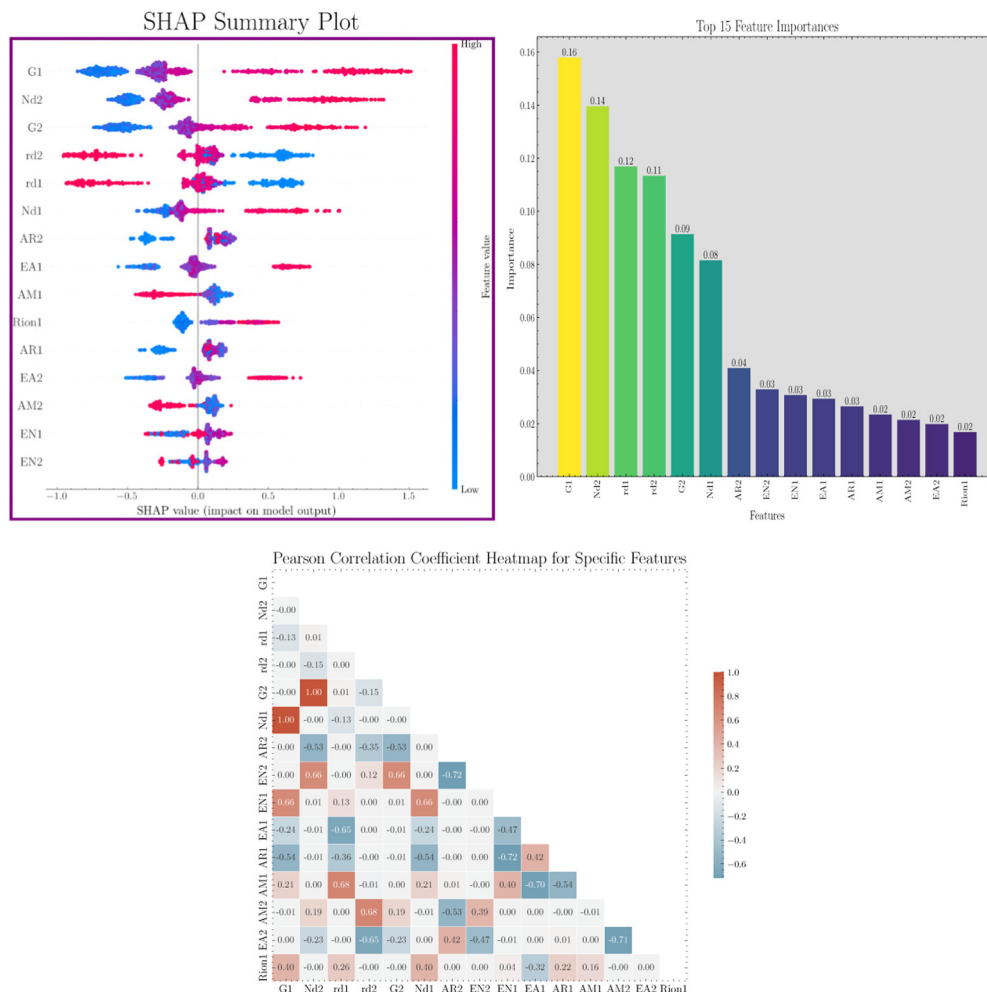 SHAP Summary Plot
High
G1
Nd2
G2
rd2
rd1
Nd1
AR2
EA1
AM1
Rion1
AR1
EA2
AM2
EN1
EN2
Feature value
Low
−1.0 −0.5 0.0 0.5 1.0 1.5
SHAP value (impact on model output)
Top 15 Feature Importances
Importance
0.16
0.14
0.12
0.10
0.08
0.06
0.04
0.02
0.00
0.16 0.14 0.12 0.11 0.09 0.08 0.04 0.03 0.03 0.03 0.03 0.02 0.02 0.02 0.02
G1 Nd2 rd1 rd2 G2 Nd1 AR2 EN2 EN1 EA1 AR1 AM1 AM2 EA2 Rion1
Features
Pearson Correlation Coefficient Heatmap for Specific Features
G1
Nd2 -0.00
rd1 -0.13 0.01
rd2 -0.00 -0.15 0.00
G2 -0.00 1.00 0.01 -0.15
Nd1 1.00 -0.00 -0.13 -0.00 -0.00
AR2 0.00 -0.53 -0.00 -0.35 -0.53 0.00
EN2 0.00 0.66 -0.00 0.12 0.66 0.00 -0.72
EN1 0.66 0.01 0.13 0.00 0.01 0.66 -0.00 0.00
EA1 -0.24 -0.01 -0.65 0.00 -0.01 -0.24 -0.00 -0.00 -0.47
AR1 -0.54 -0.01 -0.36 -0.00 -0.01 -0.54 -0.00 -0.00 -0.72 0.42
AM1 0.21 0.00 0.68 -0.01 0.00 0.21 0.01 -0.00 0.40 -0.70 -0.54
AM2 -0.01 0.19 0.00 0.68 0.19 -0.01 -0.53 0.39 0.00 0.00 0.00 -0.01
EA2 0.00 -0.23 -0.00 -0.65 -0.23 0.00 0.42 -0.47 -0.01 0.00 0.01 0.00 -0.71
Rion1 0.40 -0.00 0.26 -0.00 -0.00 0.40 -0.00 0.00 0.04 -0.32 0.22 0.16 -0.00 0.00
G1 Nd2 rd1 rd2 G2 Nd1 AR2 EN2 EN1 EA1 AR1 AM1 AM2 EA2 Rion1
1.0
0.8
0.6
0.4
0.2
0.0
−0.2
−0.4
−0.6